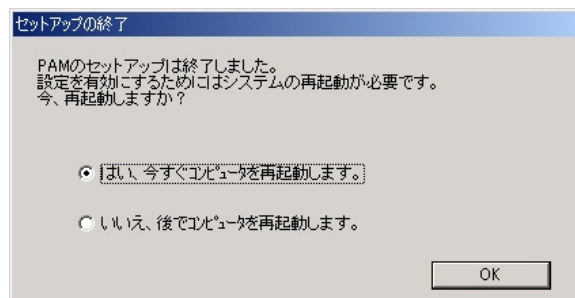 セットアップの終了
PAMのセットアップは終了しました。
設定を有効にするためにはシステムの再起動が必要です。
今、再起動しますか？
はい、今すぐｺﾝﾋﾟｭｰﾀを再起動します。
いいえ、後でｺﾝﾋﾟｭｰﾀを再起動します。
OK